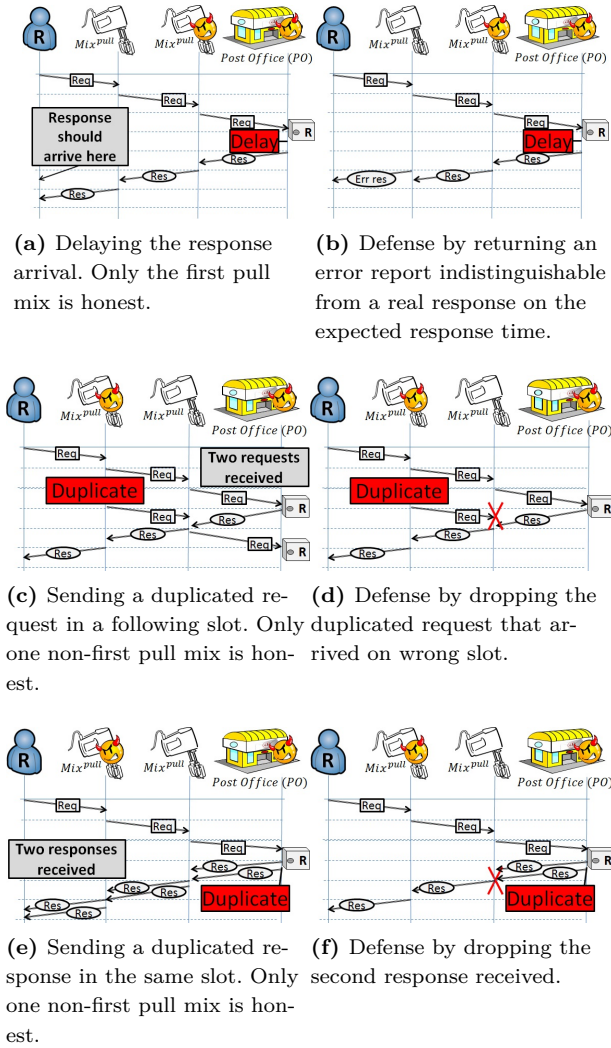 R
Mix^pull
Mix^pull
Post Office (PO)
Req
Req
Req
R
Response should arrive here
Delay
Res
Res
Res
(a) Delaying the response
arrival. Only the first pull
mix is honest.
R
Mix^pull
Mix^pull
Post Office (PO)
Req
Req
Req
R
Delay
Res
Res
Err res
(b) Defense by returning an
error report indistinguishable
from a real response on the
expected response time.
R
Mix^pull
Mix^pull
Post Office (PO)
Req
Two requests received
Req
Duplicate
Req
R
Req
Res
Res
Req
R
Res
(c) Sending a duplicated re-
quest in a following slot. Only
one non-first pull mix is hon-
est.
R
Mix^pull
Mix^pull
Post Office (PO)
Req
Req
Duplicate
Req
R
Req
Res
Res
Res
(d) Defense by dropping the
duplicated request that ar-
rived on wrong slot.
R
Mix^pull
Mix^pull
Post Office (PO)
Req
Req
Req
Two responses received
R
Res
Res
Res
Res
Duplicate
Res
Res
(e) Sending a duplicated re-
sponse in the same slot. Only
one non-first pull mix is hon-
est.
R
Mix^pull
Mix^pull
Post Office (PO)
Req
Req
Req
R
Res
Res
Res
Duplicate
Res
(f) Defense by dropping the
second response received.